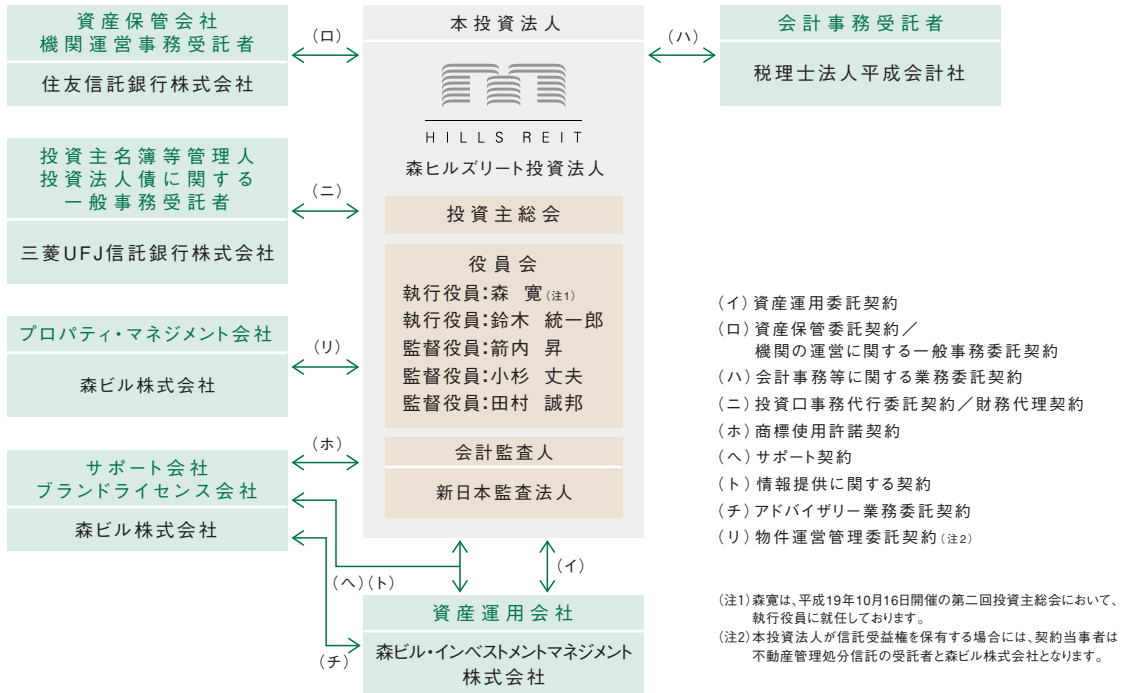 資産保管会社
機関運営事務受託者
住友信託銀行株式会社
(ロ)
投資主名簿等管理人
投資法人債に関する
一般事務受託者
三菱UFJ信託銀行株式会社
(ニ)
プロパティ・マネジメント会社
森ビル株式会社
(リ)
サポート会社
ブランドライセンス会社
森ビル株式会社
(ホ)
(ヘ)(ト)
(チ)
本投資法人
HILLS REIT
森ヒルズリート投資法人
投資主総会
役員会
執行役員:森 寛(注1)
執行役員:鈴木 統一郎
監督役員:箭内 昇
監督役員:小杉 丈夫
監督役員:田村 誠邦
会計監査人
新日本監査法人
(イ)
資産運用会社
森ビル・インベストメントマネジメント
株式会社
(ハ)
会計事務受託者
税理士法人平成会計社
(イ)資産運用委託契約
(ロ)資産保管委託契約/
機関の運営に関する一般事務委託契約
(ハ)会計事務等に関する業務委託契約
(ニ)投資口事務代行委託契約/財務代理契約
(ホ)商標使用許諾契約
(ヘ)サポート契約
(ト)情報提供に関する契約
(チ)アドバイザリー業務委託契約
(リ)物件運営管理委託契約(注2)
(注1)森寛は、平成19年10月16日開催の第二回投資主総会において、
執行役員に就任しております。
(注2)本投資法人が信託受益権を保有する場合には、契約当事者は
不動産管理処分信託の受託者と森ビル株式会社となります。